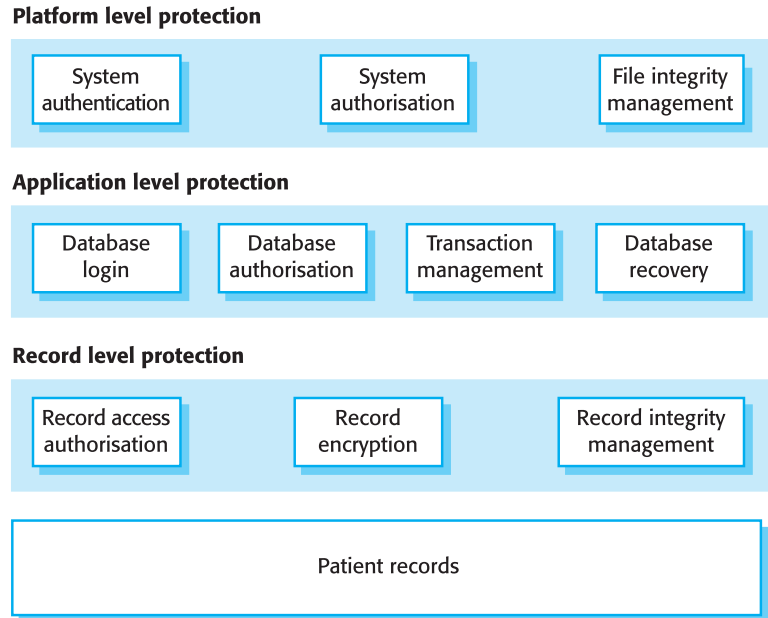 Platform level protection
System
authentication
System
authorisation
File integrity
management
Application level protection
Database
login
Database
authorisation
Transaction
management
Database
recovery
Record level protection
Record access
authorisation
Record
encryption
Record integrity
management
Patient records